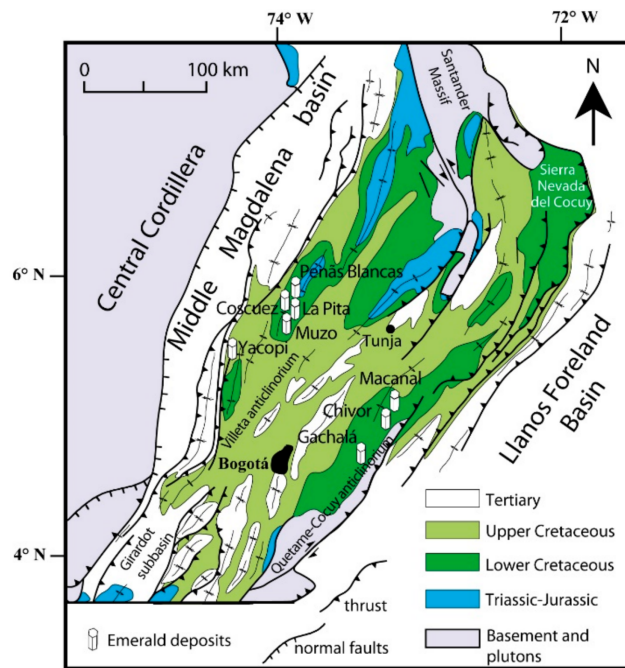 74° W
72° W
0
100 km
N
Santander
Massif
Middle Magdalena basin
Central Cordillera
Sierra
Nevada
del Cocuy
6° N
Penãs Blancas
Coscuez
La Pita
Muzo
Yacopi
Tunja
Macanal
Villeta anticlinorium
Chivor
Gachalá
Bogotá
Llanos Foreland
Basin
Quetame-Cocuy anticlinorium
4° N
Girardot
subbasin
Tertiary
Upper Cretaceous
Lower Cretaceous
Triassic-Jurassic
Basement and
plutons
thrust
normal faults
Emerald deposits